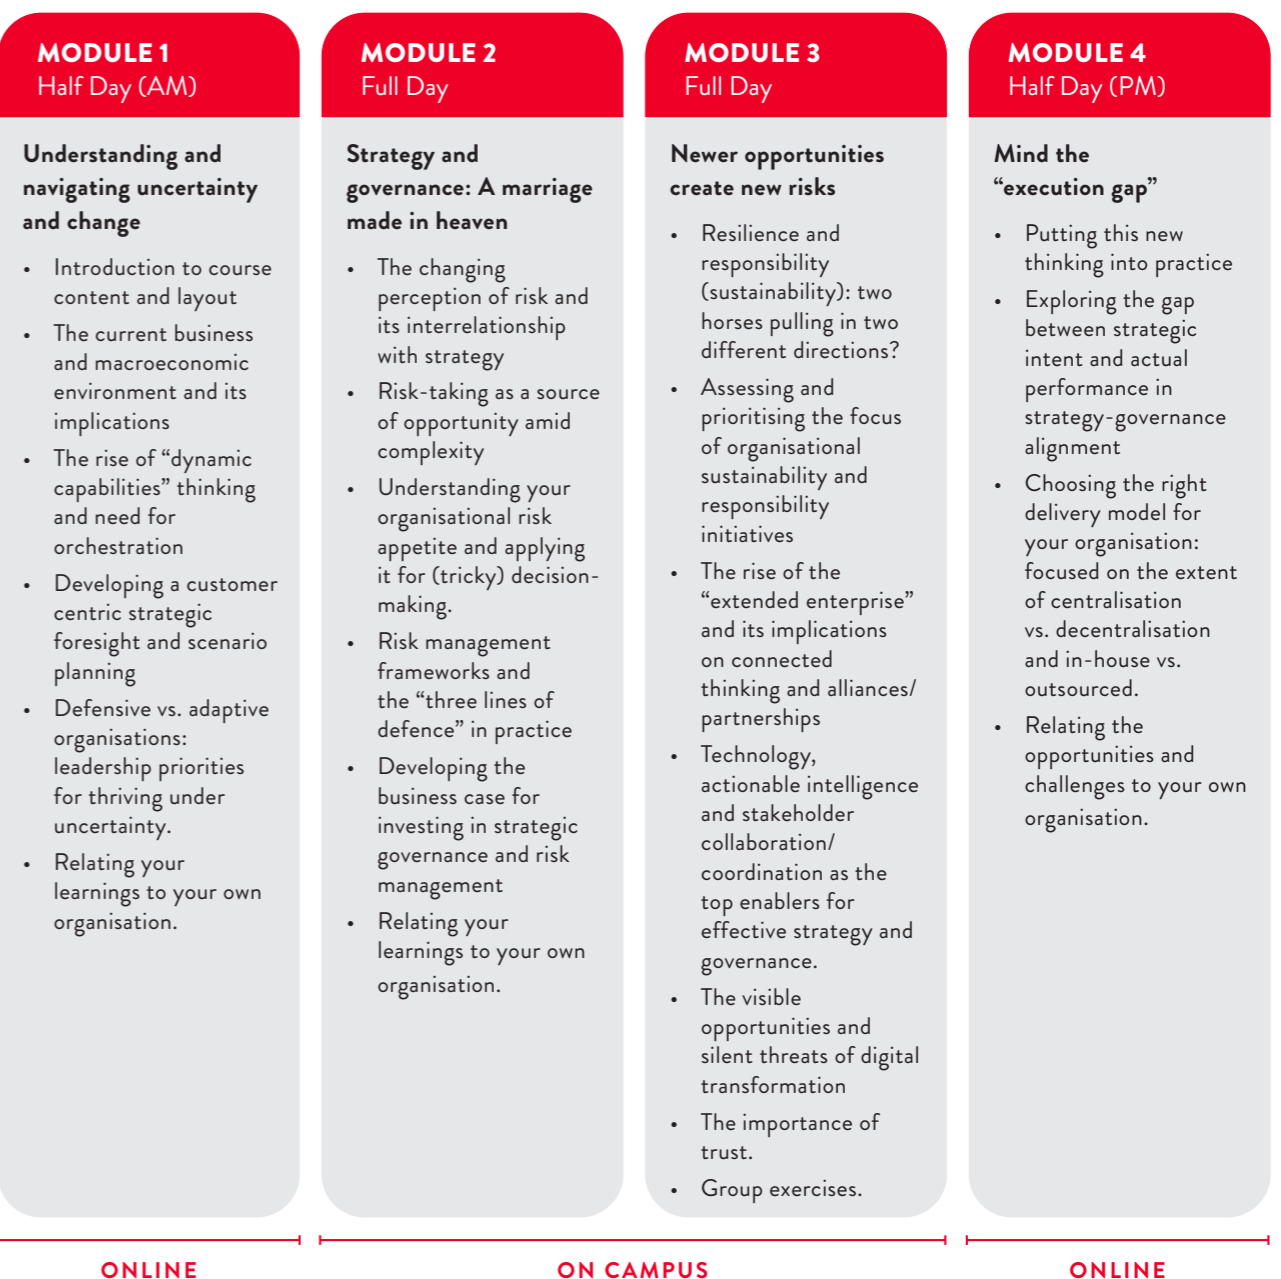 MODULE 1
Half Day (AM)
Understanding and
navigating uncertainty
and change
• Introduction to course
content and layout
• The current business
and macroeconomic
environment and its
implications
• The rise of “dynamic
capabilities” thinking
and need for
orchestration
• Developing a customer
centric strategic
foresight and scenario
planning
• Defensive vs. adaptive
organisations:
leadership priorities
for thriving under
uncertainty.
• Relating your
learnings to your own
organisation.
MODULE 2
Full Day
Strategy and
governance: A marriage
made in heaven
• The changing
perception of risk and
its interrelationship
with strategy
• Risk-taking as a source
of opportunity amid
complexity
• Understanding your
organisational risk
appetite and applying
it for (tricky) decision-
making.
• Risk management
frameworks and
the “three lines of
defence” in practice
• Developing the
business case for
investing in strategic
governance and risk
management
• Relating your
learnings to your own
organisation.
MODULE 3
Full Day
Newer opportunities
create new risks
• Resilience and
responsibility
(sustainability): two
horses pulling in two
different directions?
• Assessing and
prioritising the focus
of organisational
sustainability and
responsibility
initiatives
• The rise of the
“extended enterprise”
and its implications
on connected
thinking and alliances/
partnerships
• Technology,
actionable intelligence
and stakeholder
collaboration/
coordination as the
top enablers for
effective strategy and
governance.
• The visible
opportunities and
silent threats of digital
transformation
• The importance of
trust.
• Group exercises.
MODULE 4
Half Day (PM)
Mind the
“execution gap”
• Putting this new
thinking into practice
• Exploring the gap
between strategic
intent and actual
performance in
strategy-governance
alignment
• Choosing the right
delivery model for
your organisation:
focused on the extent
of centralisation
vs. decentralisation
and in-house vs.
outsourced.
• Relating the
opportunities and
challenges to your own
organisation.
ONLINE
ON CAMPUS
ONLINE